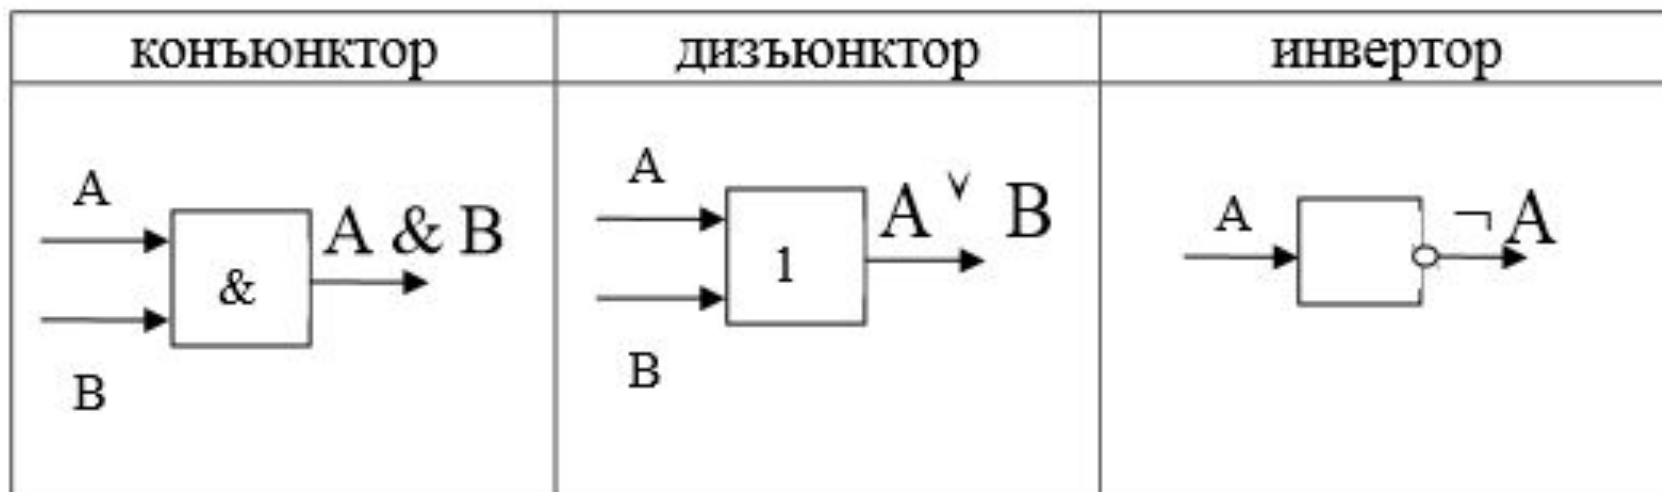 конъюнктор
дизъюнктор
инвертор
A
A & B
&
B
A
A ∨ B
1
B
A
¬ A